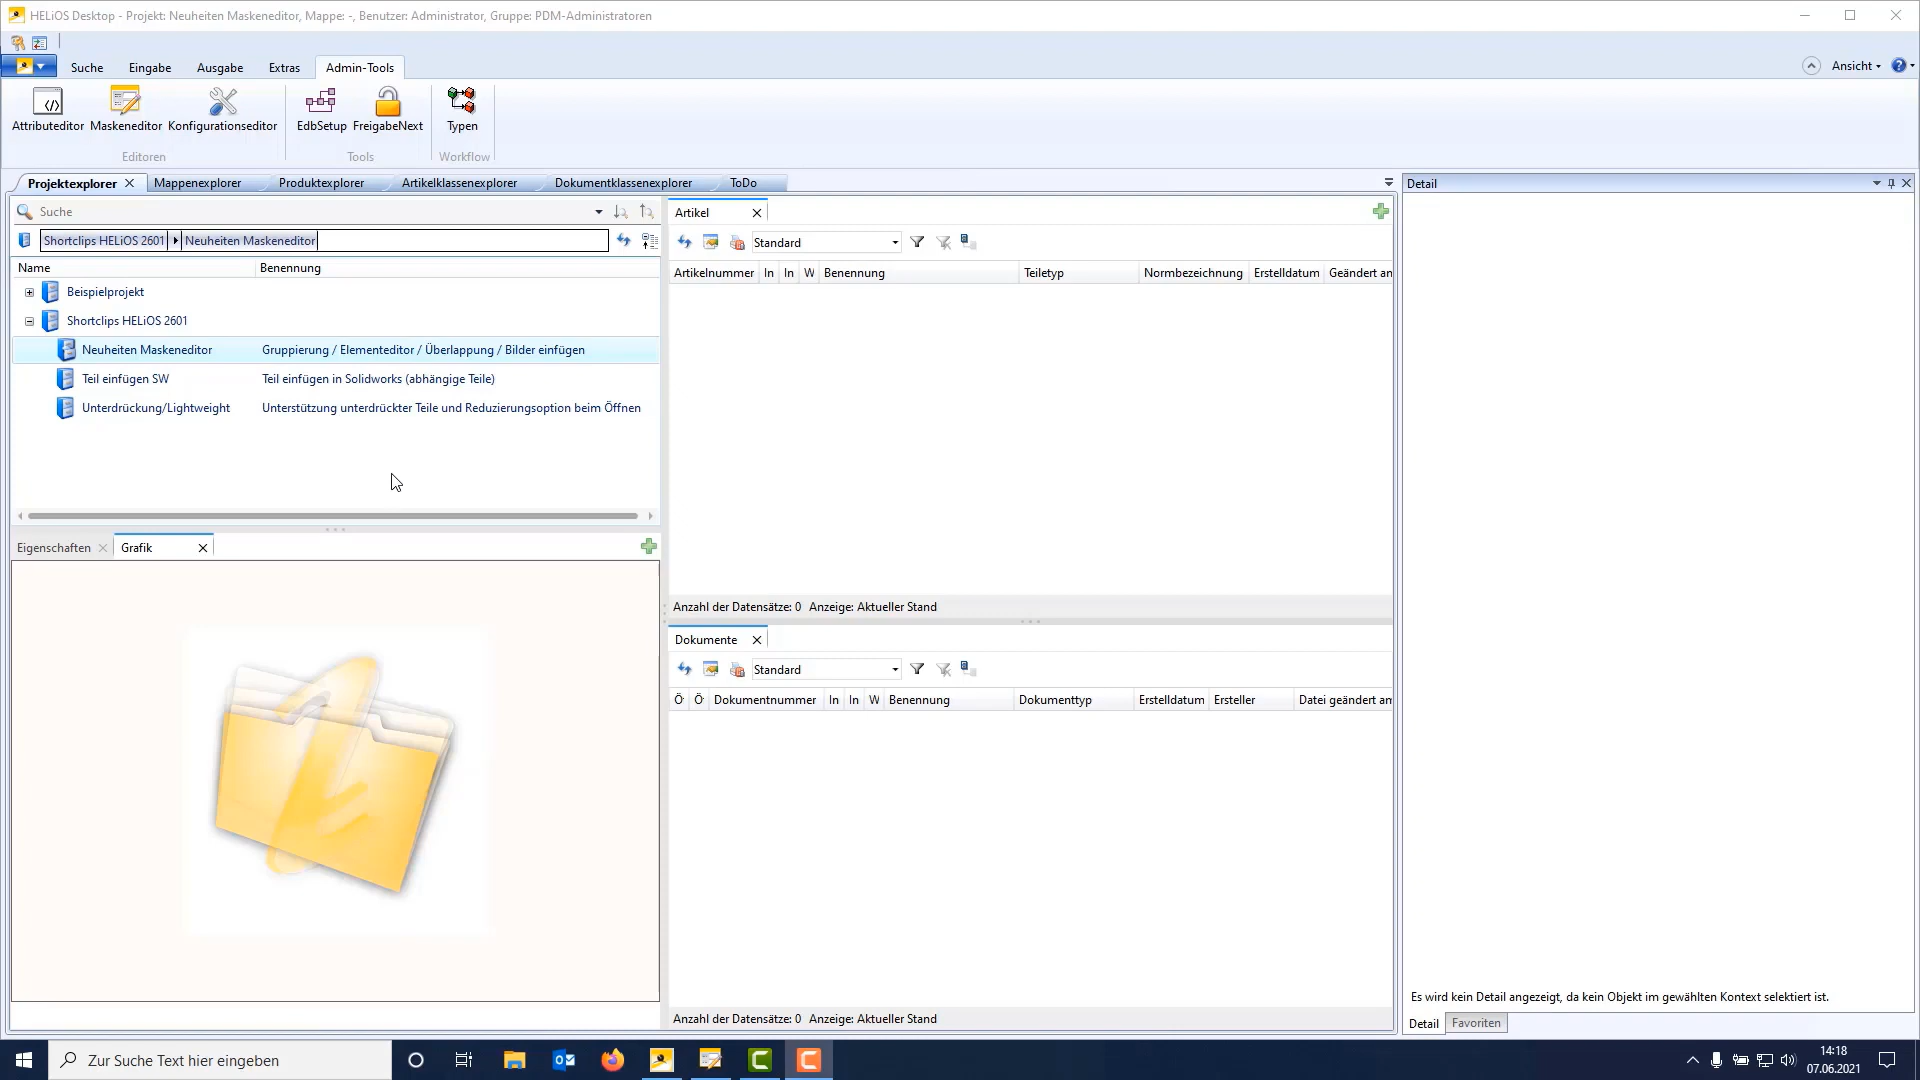 HELiOS Desktop - Projekt: Neuheiten Maskeneditor, Mappe: -, Benutzer: Administrator, Gruppe: PDM-Administratoren
Suche Eingabe Ausgabe Extras Admin-Tools Ansicht
Attributeditor Maskeneditor Konfigurationseditor EdbSetup FreigabeNext Typen
Editoren Tools Workflow
Projektexplorer Mappenexplorer Produktexplorer Artikelklassenexplorer Dokumentklassenexplorer ToDo
Detail
Suche
Shortclips HELiOS 2601 Neuheiten Maskeneditor
Name Benennung
Beispielprojekt
Shortclips HELiOS 2601
Neuheiten Maskeneditor Gruppierung / Elementeditor / Überlappung / Bilder einfügen
Teil einfügen SW Teil einfügen in Solidworks (abhängige Teile)
Unterdrückung/Lightweight Unterstützung unterdrückter Teile und Reduzierungsoption beim Öffnen
Eigenschaften Grafik
Artikel
Standard
Artikelnummer In In W Benennung Teiletyp Normbezeichnung Erstelldatum Geändert an
Anzahl der Datensätze: 0 Anzeige: Aktueller Stand
Dokumente
Standard
Ö Ö Dokumentnummer In In W Benennung Dokumenttyp Erstelldatum Ersteller Datei geändert am
Anzahl der Datensätze: 0 Anzeige: Aktueller Stand
Es wird kein Detail angezeigt, da kein Objekt im gewählten Kontext selektiert ist.
Detail Favoriten
Zur Suche Text hier eingeben
14:18
07.06.2021